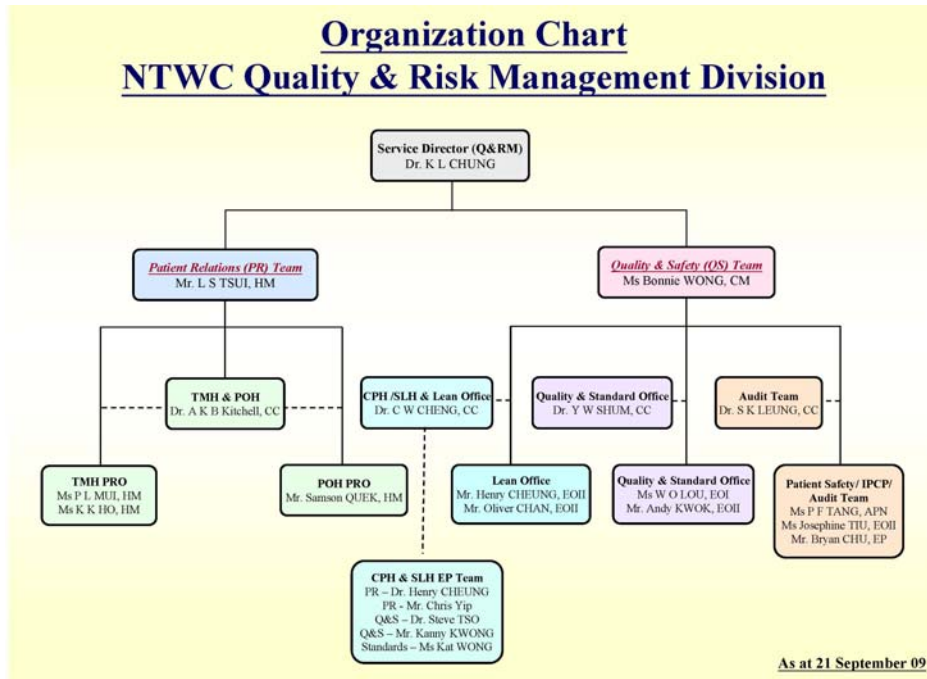 Organization Chart
NTWC Quality & Risk Management Division
Service Director (Q&RM)
Dr. K L CHUNG
Patient Relations (PR) Team
Mr. L S TSUI, HM
Quality & Safety (QS) Team
Ms Bonnie WONG, CM
TMH & POH
Dr. A K B Kitchell, CC
CPH /SLH & Lean Office
Dr. C W CHENG, CC
Quality & Standard Office
Dr. Y W SHUM, CC
Audit Team
Dr. S K LEUNG, CC
TMH PRO
Ms P L MUI, HM
Ms K K HO, HM
POH PRO
Mr. Samson QUEK, HM
Lean Office
Mr. Henry CHEUNG, EOII
Mr. Oliver CHAN, EOII
Quality & Standard Office
Ms W O LOU, EOI
Mr. Andy KWOK, EOII
Patient Safety/ IPCP/
Audit Team
Ms P F TANG, APN
Ms Josephine TIU, EOII
Mr. Bryan CHU, EP
CPH & SLH EP Team
PR – Dr. Henry CHEUNG
PR - Mr. Chris Yip
Q&S – Dr. Steve TSO
Q&S – Mr. Kanny KWONG
Standards – Ms Kat WONG
As at 21 September 09